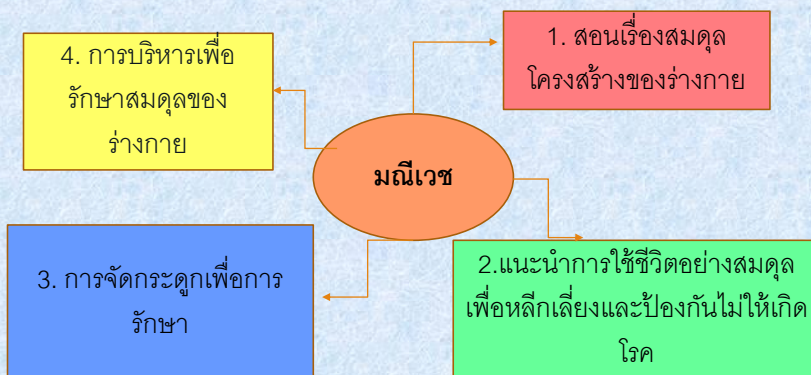 1. สอนเรื่องสมดุล
โครงสร้างของร่างกาย
4. การบริหารเพื่อ
รักษาสมดุลของ
ร่างกาย
มณีเวช
3. การจัดกระดูกเพื่อการ
รักษา
2.แนะนำการใช้ชีวิตอย่างสมดุล
เพื่อหลีกเลี่ยงและป้องกันไม่ให้เกิด
โรค